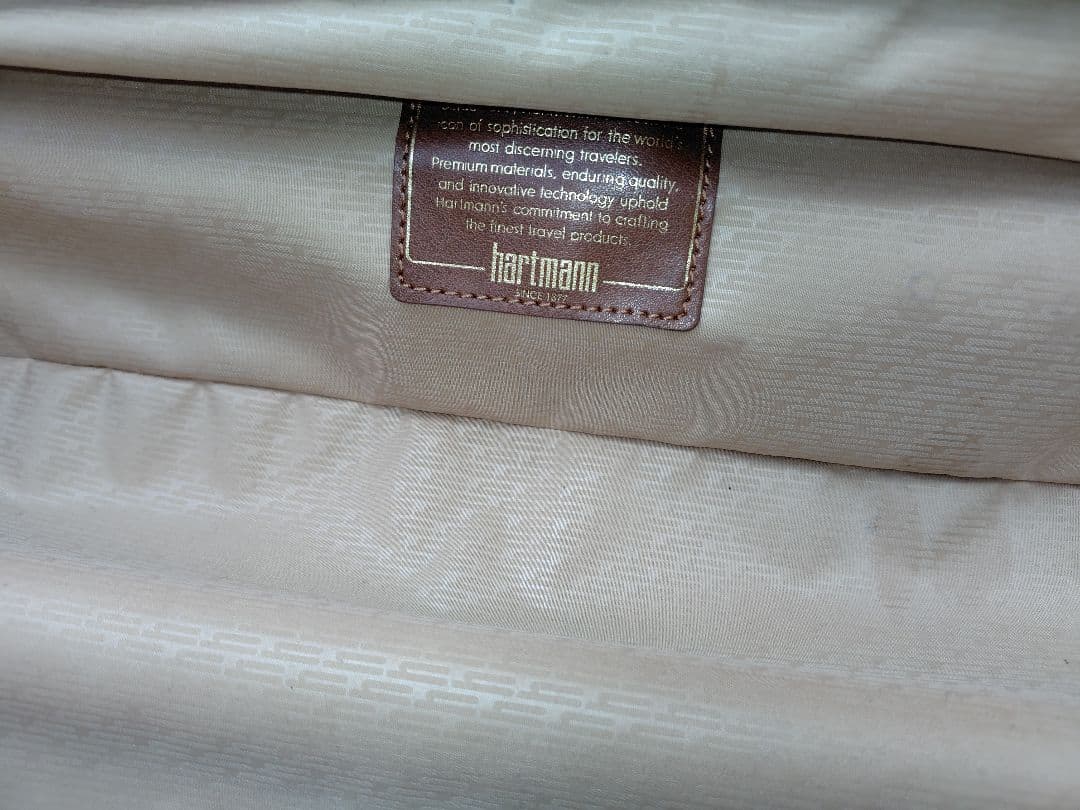 icon of sophistication for the world's
most discerning travelers.
Premium materials, enduring quality,
and innovative technology uphold
Hartmann's commitment to crafting
the finest travel products.
hartmann
SINCE 1877